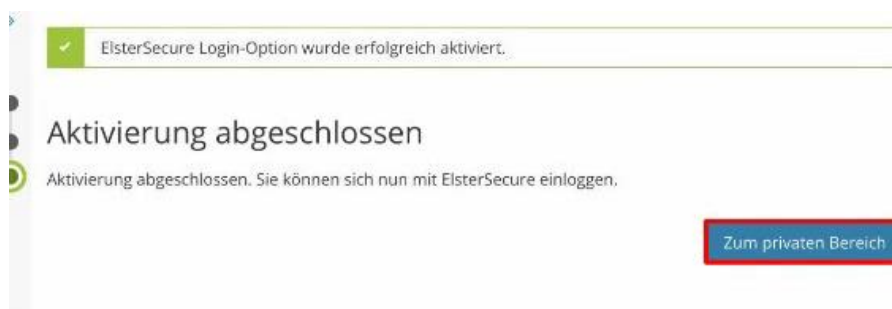 ElsterSecure Login-Option wurde erfolgreich aktiviert.
Aktivierung abgeschlossen
Aktivierung abgeschlossen. Sie können sich nun mit ElsterSecure einloggen.
Zum privaten Bereich